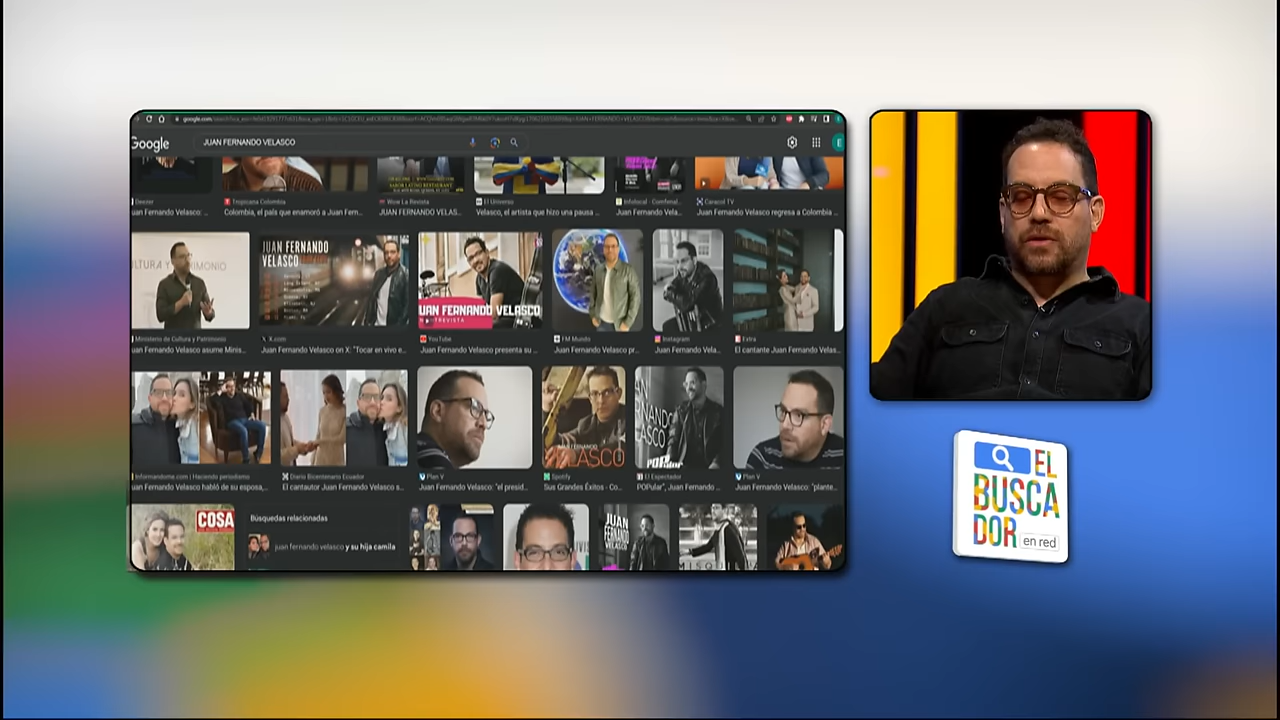 Google
JUAN FERNANDO VELASCO
Deezer
Tropicana Colombia
Wow La Revista
El Universo
Infolocal - Comfenal...
Caracol TV
uan Fernando Velasco: ...
Colombia, el país que enamoró a Juan Fern...
JUAN FERNANDO VELAS...
Velasco, el artista que hizo una pausa ...
Juan Fernando Vela...
Juan Fernando Velasco regresa a Colombia ...
JUAN FERNANDO
VELASCO
UAN FERNANDO VELASCO
Ministerio de Cultura y Patrimonio
X.com
YouTube
FM Mundo
Instagram
Extra
uan Fernando Velasco asume Minis...
Juan Fernando Velasco on X: "Tocar en vivo e...
Juan Fernando Velasco presenta su ...
Juan Fernando Velasco pr...
Juan Fernando Vela...
El cantante Juan Fernando Velas...
VELASCO
POPular
Informandome.com | Haciendo periodismo
Diario Bicentenario Ecuador
Plan V
Spotify
El Espectador
Plan V
uan Fernando Velasco habló de su esposa,...
El cantautor Juan Fernando Velasco s...
Juan Fernando Velasco: "el presid...
Sus Grandes Éxitos - Co...
POPular", Juan Fernando ...
Juan Fernando Velasco: "plante...
COSA
Búsquedas relacionadas
juan fernando velasco y su hija camila
JUAN
FERNANDO
VELASCO
EL
BUSCA
DOR
en red